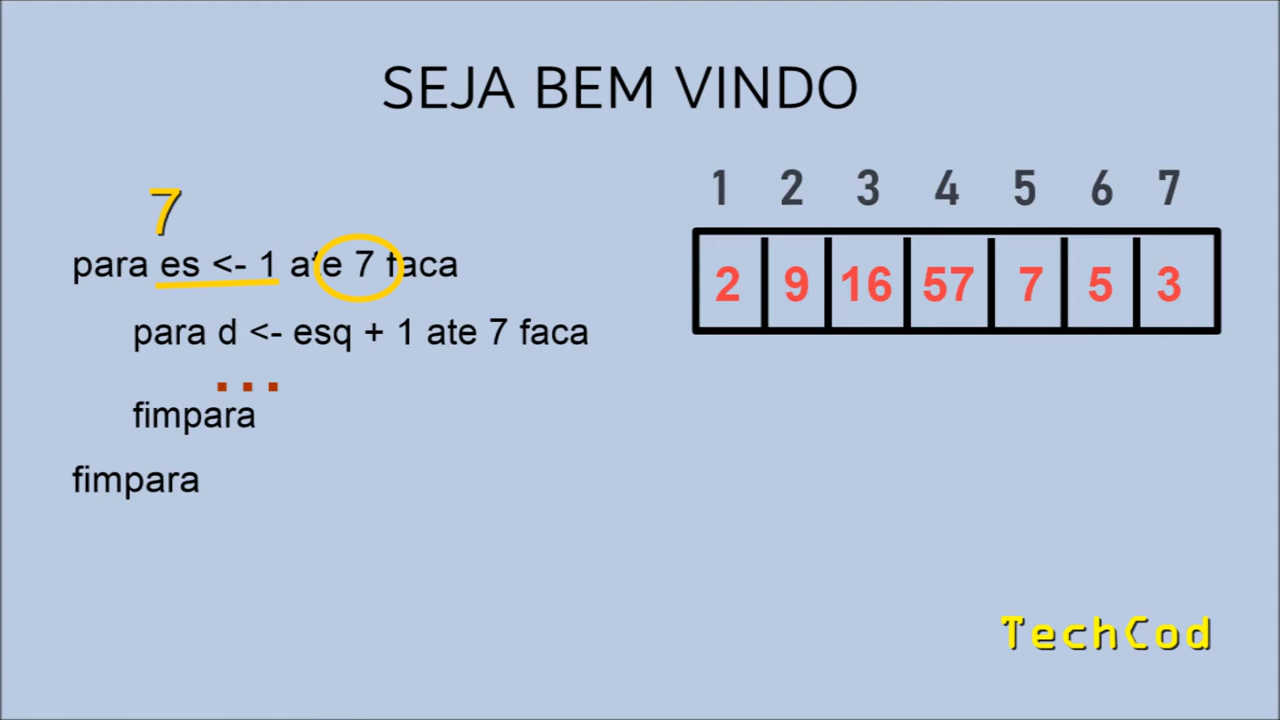 SEJA BEM VINDO
7
para es <- 1 ate 7 faca
para d <- esq + 1 ate 7 faca
...
fimpara
fimpara
1 2 3 4 5 6 7
2 9 16 57 7 5 3
TechCod